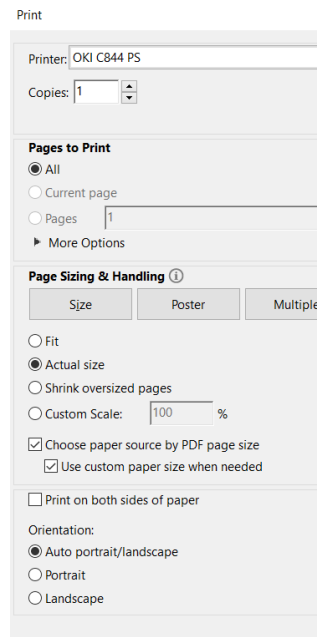 Print
Printer: OKI C844 PS
Copies: 1
Pages to Print
All
Current page
Pages 1
More Options
Page Sizing & Handling
Size Poster Multiple
Fit
Actual size
Shrink oversized pages
Custom Scale: 100 %
Choose paper source by PDF page size
Use custom paper size when needed
Print on both sides of paper
Orientation:
Auto portrait/landscape
Portrait
Landscape